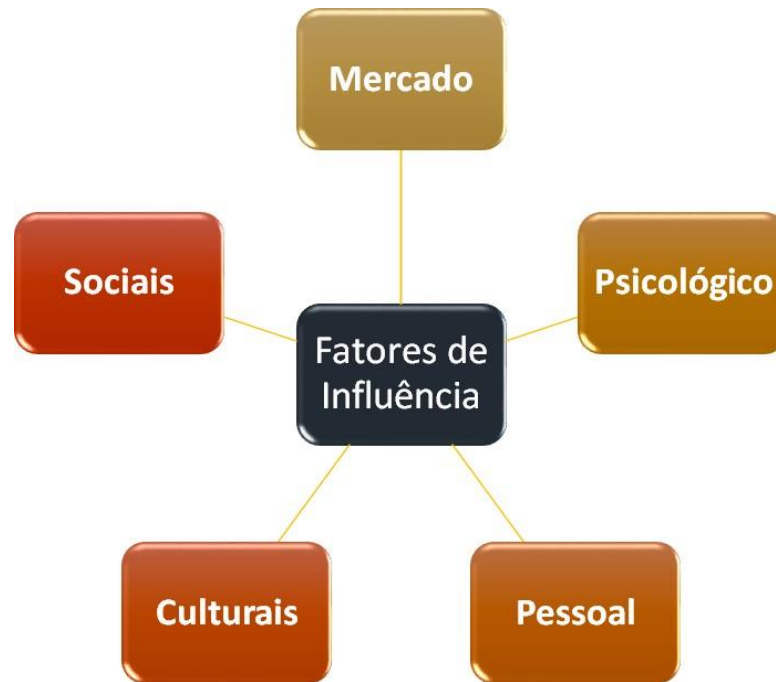 Mercado
Sociais
Psicológico
Fatores de
Influência
Culturais
Pessoal